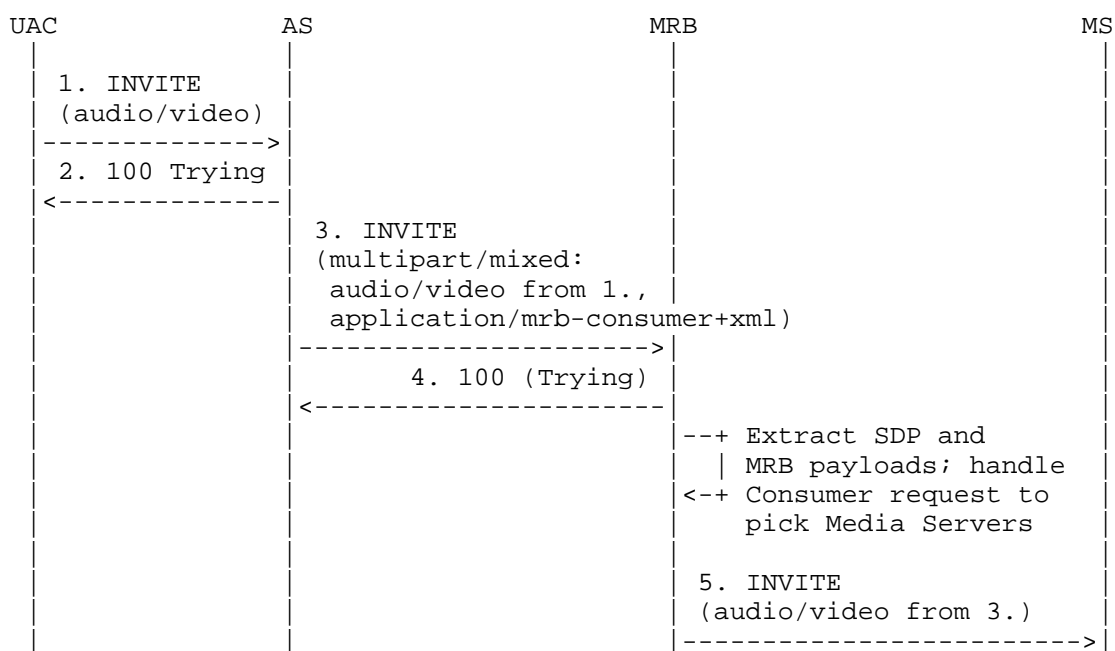 UAC AS MRB MS
1. INVITE
(audio/video)
2. 100 Trying
3. INVITE
(multipart/mixed:
audio/video from 1.,
application/mrb-consumer+xml)
4. 100 (Trying)
Extract SDP and
MRB payloads; handle
Consumer request to
pick Media Servers
5. INVITE
(audio/video from 3.)